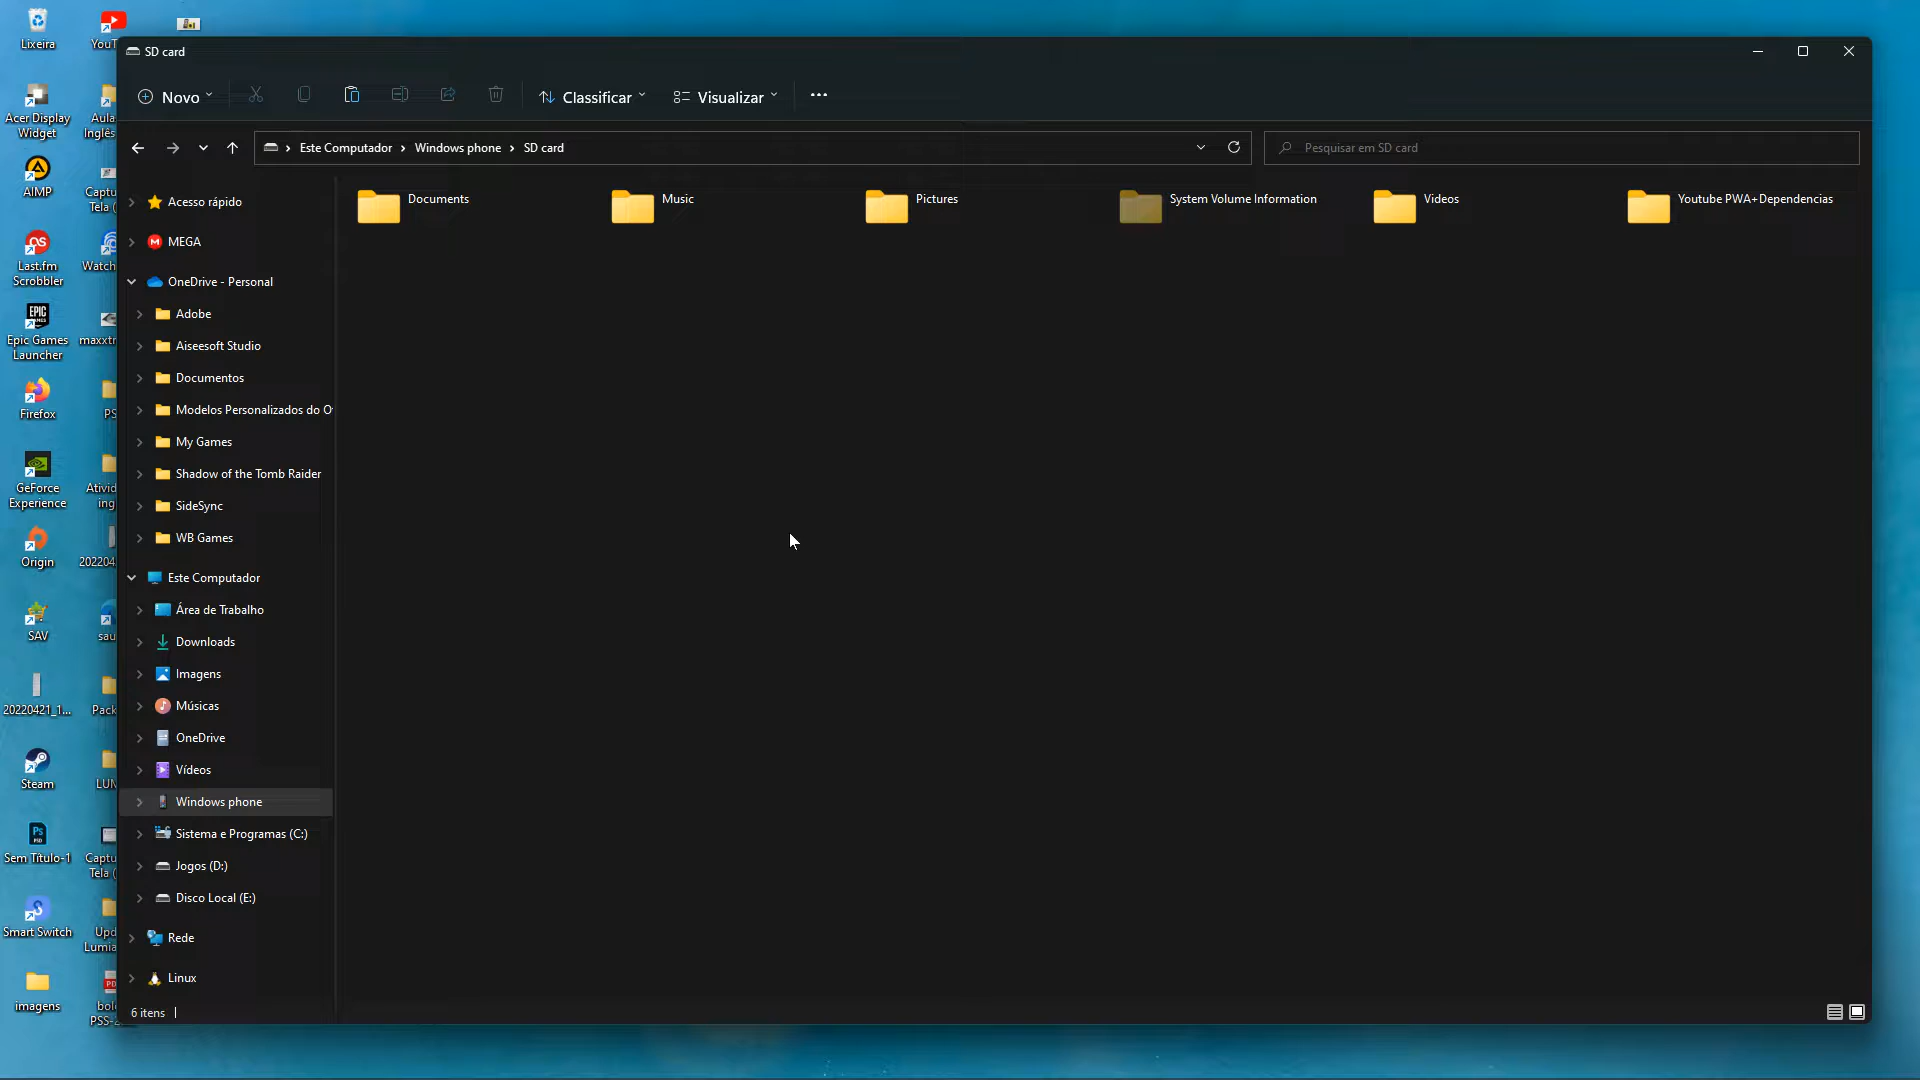 Lixeira
YouT
Acer Display
Widget
Aula
Inglês
AIMP
Captu
Tela (
Last.fm
Scrobbler
Watch
Epic Games
Launcher
maxxtr
Firefox
PS
GeForce
Experience
Ativid
ing
Origin
202204
SAV
sau
20220421_1...
Pack
Steam
LUN
Sem Título-1
Captu
Tela (
Smart Switch
Upd
Lumia
imagens
bol
PSS-2
SD card
Novo
Classificar
Visualizar
Este Computador
Windows phone
SD card
Pesquisar em SD card
Acesso rápido
MEGA
OneDrive - Personal
Adobe
Aiseesoft Studio
Documentos
Modelos Personalizados do O
My Games
Shadow of the Tomb Raider
SideSync
WB Games
Este Computador
Área de Trabalho
Downloads
Imagens
Músicas
OneDrive
Vídeos
Windows phone
Sistema e Programas (C:)
Jogos (D:)
Disco Local (E:)
Rede
Linux
Documents
Music
Pictures
System Volume Information
Videos
Youtube PWA+Dependencias
6 itens